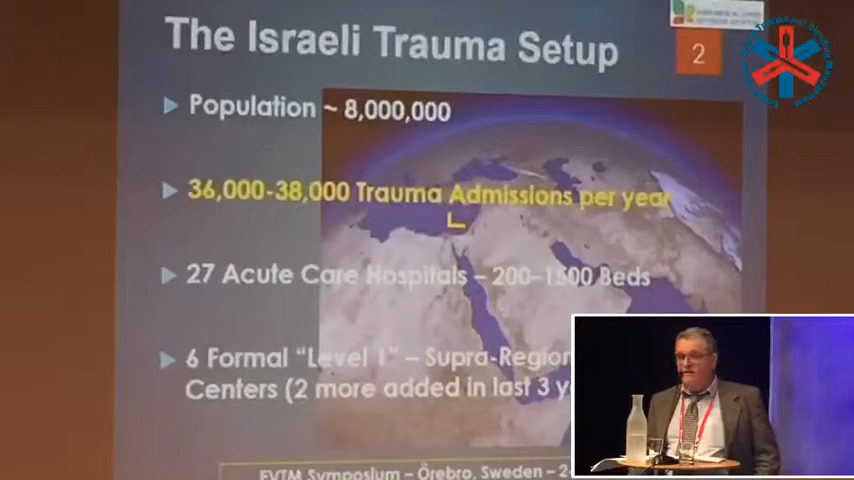 The Israeli Trauma Setup
2
Population ~ 8,000,000
36,000-38,000 Trauma Admissions per year
27 Acute Care Hospitals – 200–1500 Beds
6 Formal "Level 1" – Supra-Region
Centers (2 more added in last 3 y
EVTM Symposium – Örebro, Sweden – 2